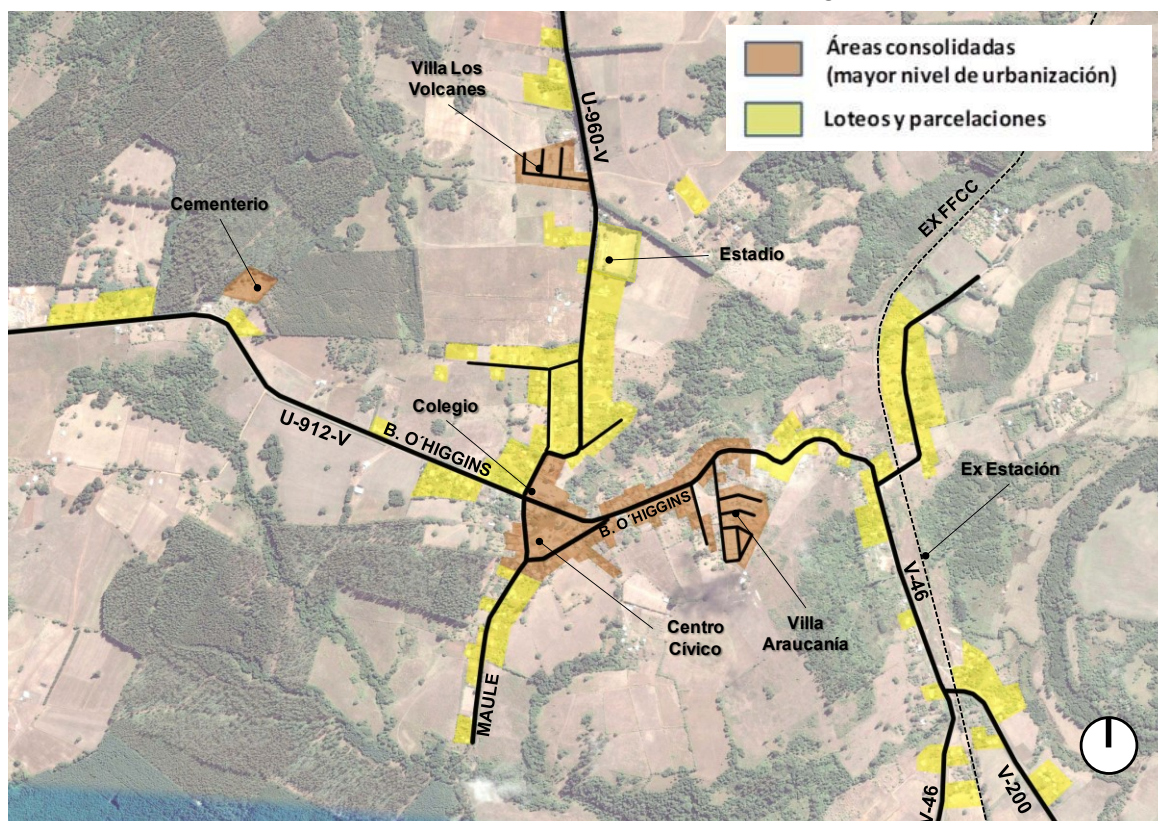 Áreas consolidadas
(mayor nivel de urbanización)
Loteos y parcelaciones
Villa Los
Volcanes
U-960-V
Cementerio
EX FFCC
Estadio
Colegio
U-912-V
B. O´HIGGINS
Ex Estación
B. O´HIGGINS
V-46
Centro
Cívico
Villa
Araucanía
MAULE
V-200
V-46